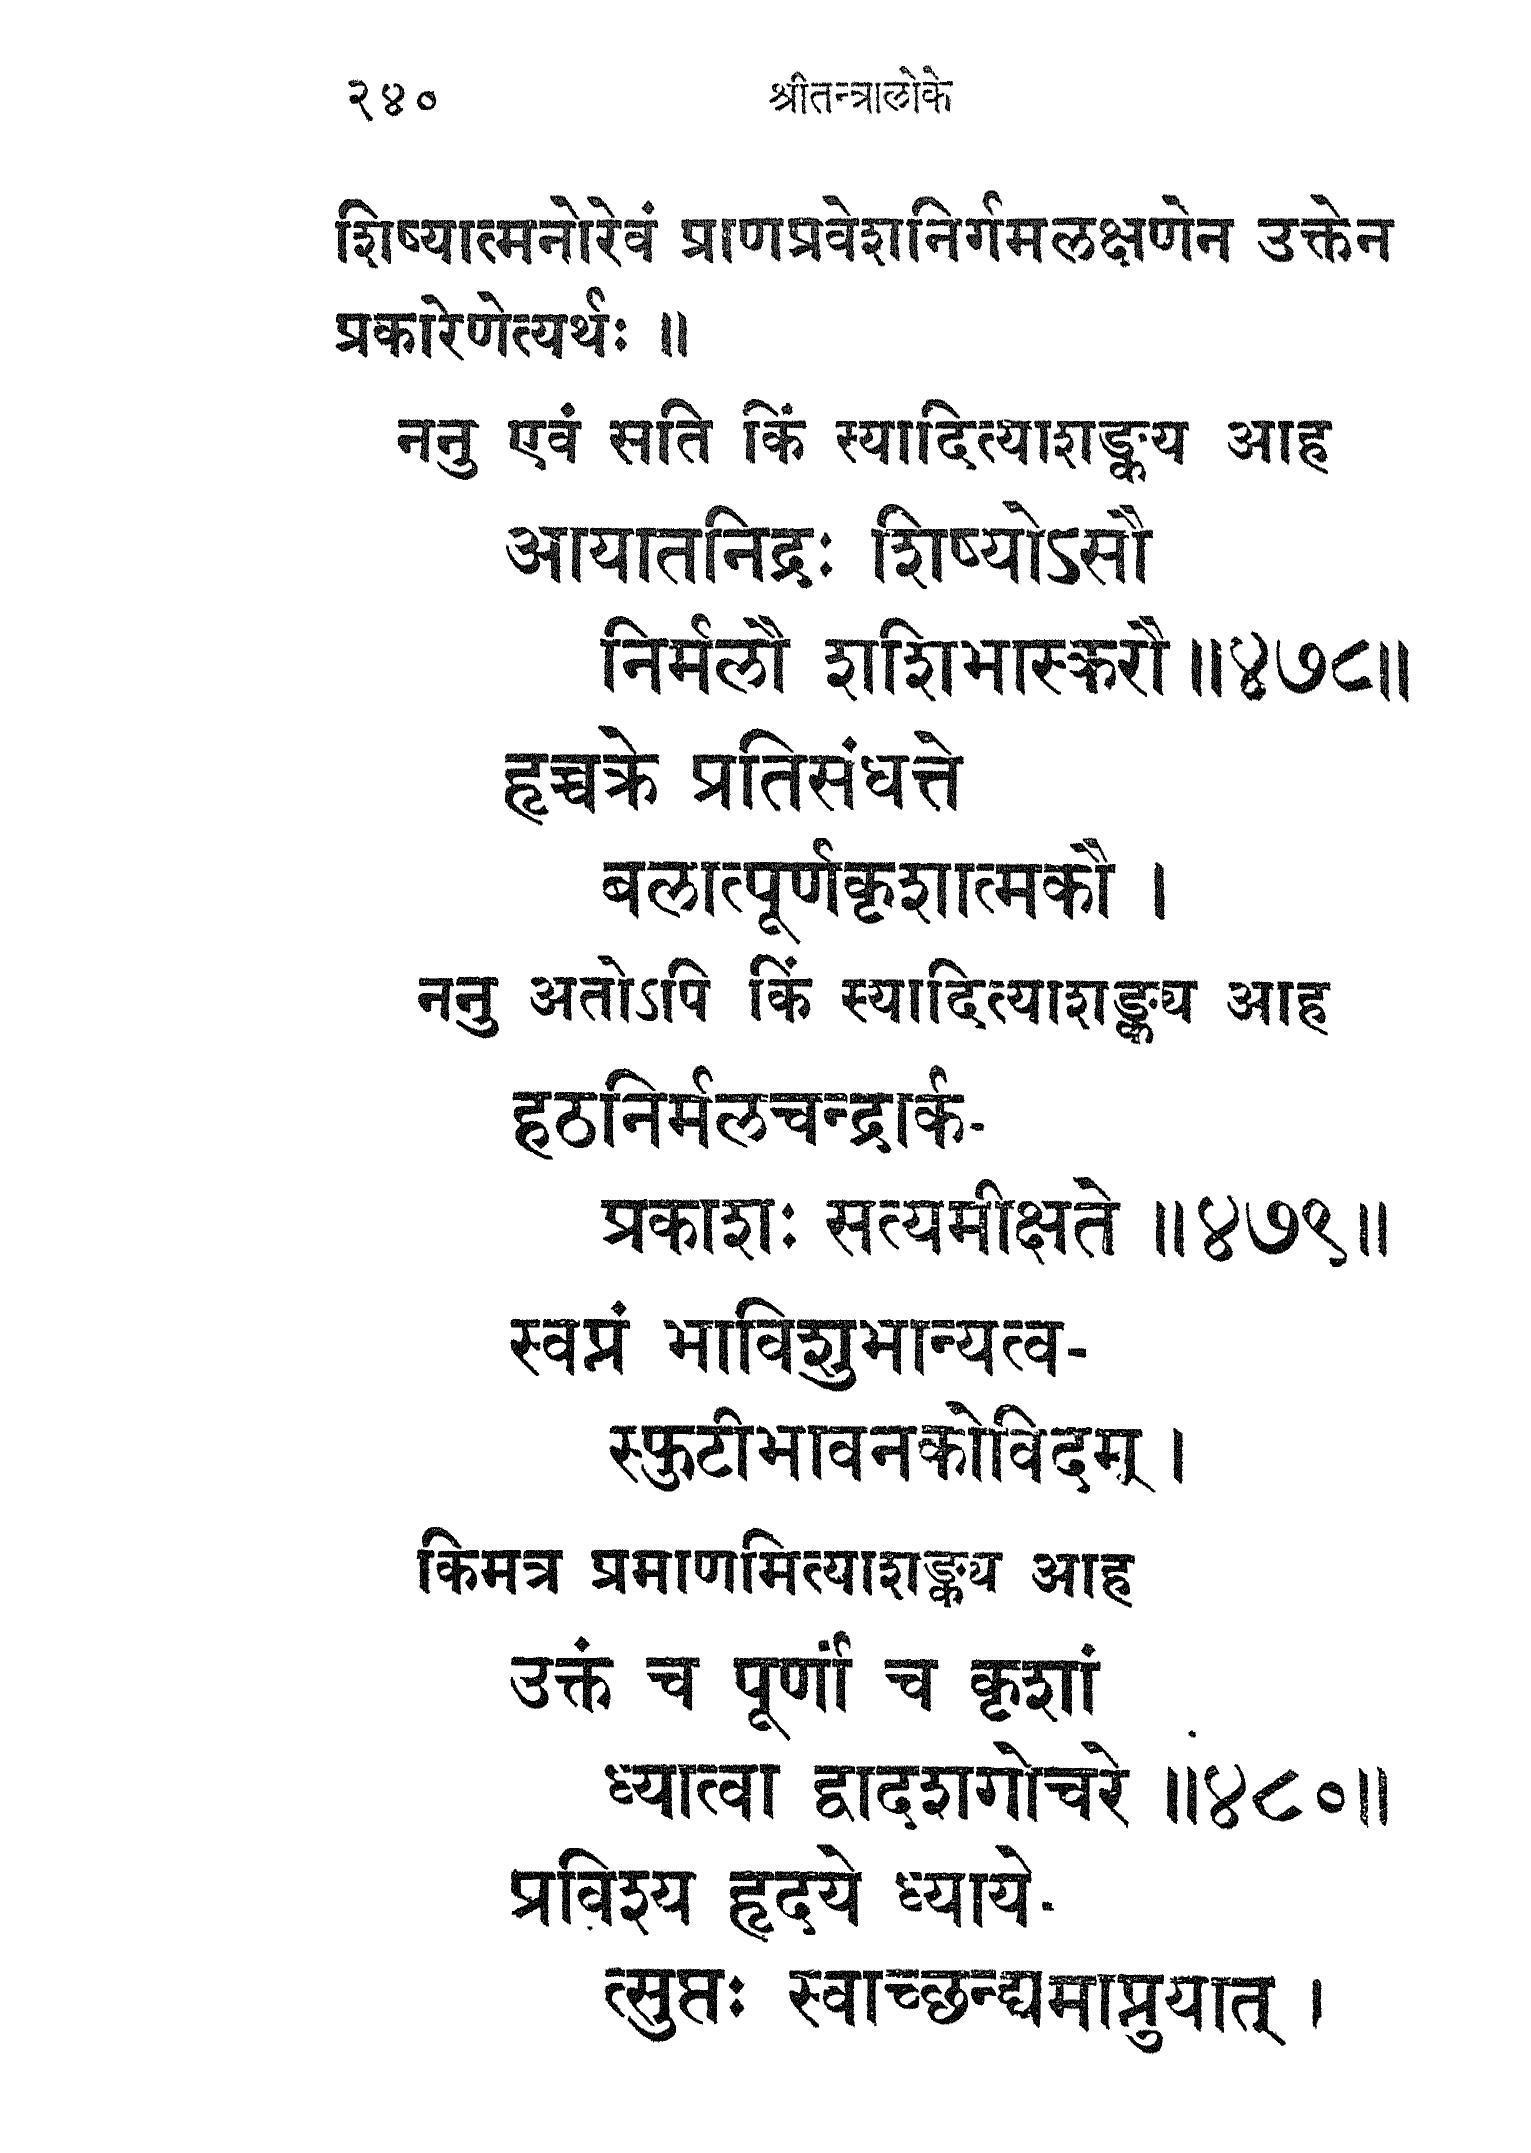 २४० श्रीतन्त्रालोके
शिष्यात्मनोरेवं प्राणप्रवेशनिर्गमलक्षणेन उक्तेन
प्रकारेणेत्यर्थः ॥
ननु एवं सति किं स्यादित्याशङ्क्य आह
आयातनिद्रः शिष्योऽसौ
निर्मलौ शशिभास्करौ ॥४७८॥
हृच्चक्रे प्रतिसंधत्ते
बलात्पूर्णकृशात्मकौ ।
ननु अतोऽपि किं स्यादित्याशङ्क्य आह
हठनिर्मलचन्द्रार्क-
प्रकाशः सत्यमीक्षते ॥४७९॥
स्वप्नं भाविशुभान्यत्व-
स्फुटीभावनकोविदम् ।
किमत्र प्रमाणमित्याशङ्क्य आह
उक्तं च पूर्णां च कृशां
ध्यात्वा द्वादशगोचरे ॥४८०॥
प्रविश्य हृदये ध्याये-
त्सुप्तः स्वाच्छन्द्यमाप्नुयात् ।